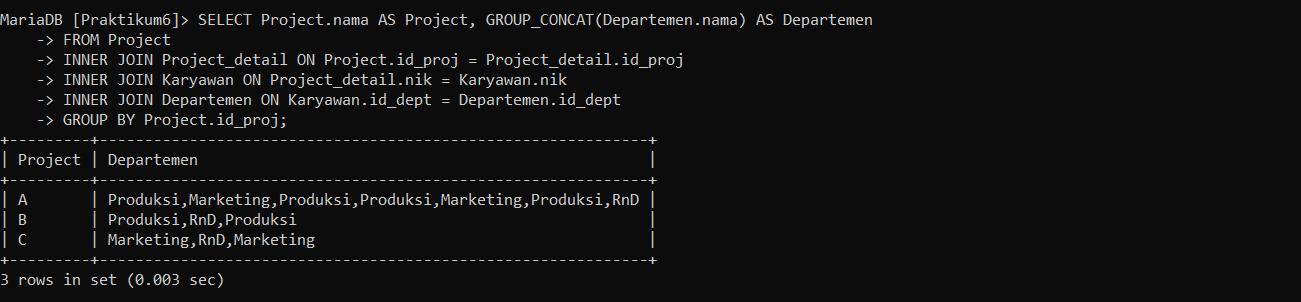 MariaDB [Praktikum6]> SELECT Project.nama AS Project, GROUP_CONCAT(Departemen.nama) AS Departemen
    -> FROM Project
    -> INNER JOIN Project_detail ON Project.id_proj = Project_detail.id_proj
    -> INNER JOIN Karyawan ON Project_detail.nik = Karyawan.nik
    -> INNER JOIN Departemen ON Karyawan.id_dept = Departemen.id_dept
    -> GROUP BY Project.id_proj;
+---------+-------------------------------------------------------------+
| Project | Departemen                                                  |
+---------+-------------------------------------------------------------+
| A       | Produksi,Marketing,Produksi,Produksi,Marketing,Produksi,RnD |
| B       | Produksi,RnD,Produksi                                       |
| C       | Marketing,RnD,Marketing                                     |
+---------+-------------------------------------------------------------+
3 rows in set (0.003 sec)